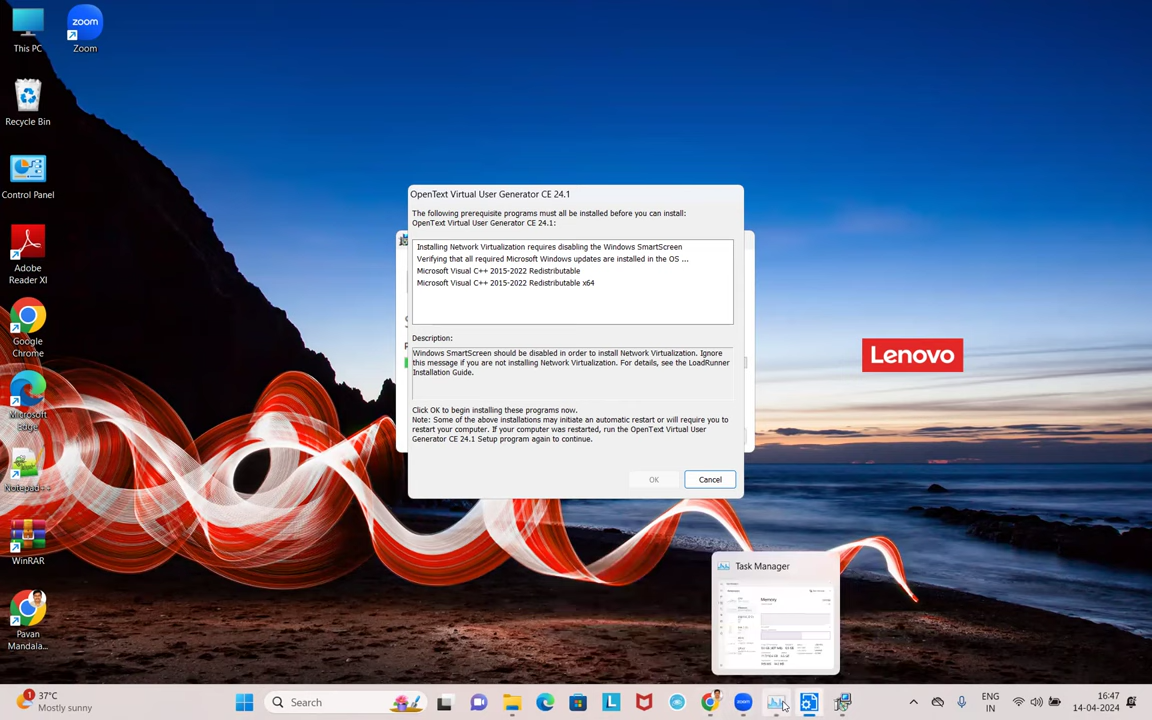 This PC
zoom
Zoom
Recycle Bin
Control Panel
Adobe
Reader XI
Google
Chrome
Microsoft
Edge
Notepad++
WinRAR
Pavan
Mandala...
OpenText Virtual User Generator CE 24.1
The following prerequisite programs must all be installed before you can install:
OpenText Virtual User Generator CE 24.1:
Installing Network Virtualization requires disabling the Windows SmartScreen
Verifying that all required Microsoft Windows updates are installed in the OS ...
Microsoft Visual C++ 2015-2022 Redistributable
Microsoft Visual C++ 2015-2022 Redistributable x64
Description:
Windows SmartScreen should be disabled in order to install Network Virtualization. Ignore
this message if you are not installing Network Virtualization. For details, see the LoadRunner
Installation Guide.
Click OK to begin installing these programs now.
Note: Some of the above installations may initiate an automatic restart or will require you to
restart your computer. If your computer was restarted, run the OpenText Virtual User
Generator CE 24.1 Setup program again to continue.
OK
Cancel
Lenovo
Task Manager
Memory
1
37°C
Mostly sunny
Search
L
zoom
ENG
IN
16:47
14-04-2024